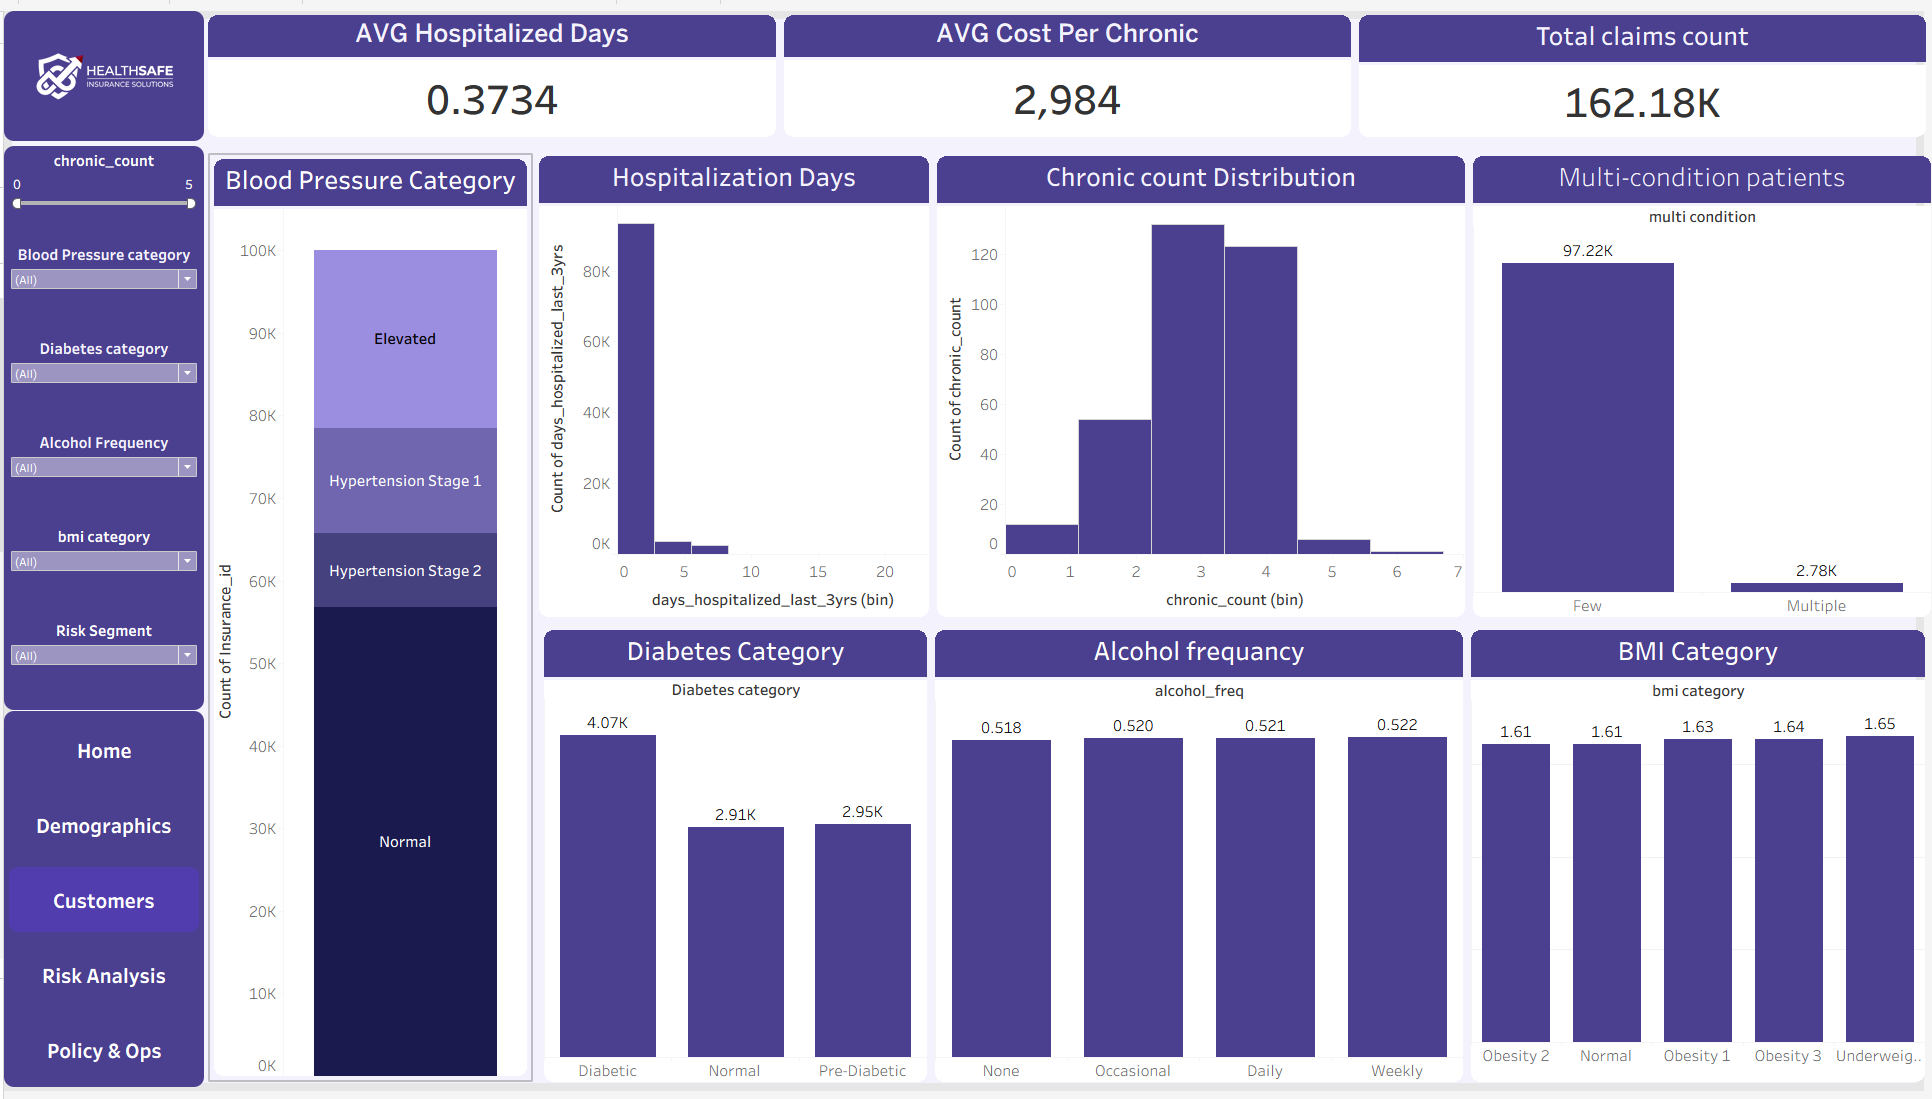 HEALTHSAFE
INSURANCE SOLUTIONS
AVG Hospitalized Days
0.3734
AVG Cost Per Chronic
2,984
Total claims count
162.18K
chronic_count
0 5
Blood Pressure category
(All)
Diabetes category
(All)
Alcohol Frequency
(All)
bmi category
(All)
Risk Segment
(All)
Home
Demographics
Customers
Risk Analysis
Policy & Ops
Blood Pressure Category
Count of Insurance_id
100K
90K
80K
70K
60K
50K
40K
30K
20K
10K
0K
Elevated
Hypertension Stage 1
Hypertension Stage 2
Normal
Hospitalization Days
Count of days_hospitalized_last_3yrs
80K
60K
40K
20K
0K
0 5 10 15 20
days_hospitalized_last_3yrs (bin)
Chronic count Distribution
Count of chronic_count
120
100
80
60
40
20
0
0 1 2 3 4 5 6 7
chronic_count (bin)
Multi-condition patients
multi condition
97.22K
2.78K
Few Multiple
Diabetes Category
Diabetes category
4.07K
2.91K
2.95K
Diabetic Normal Pre-Diabetic
Alcohol frequancy
alcohol_freq
0.518 0.520 0.521 0.522
None Occasional Daily Weekly
BMI Category
bmi category
1.61 1.61 1.63 1.64 1.65
Obesity 2 Normal Obesity 1 Obesity 3 Underweig..